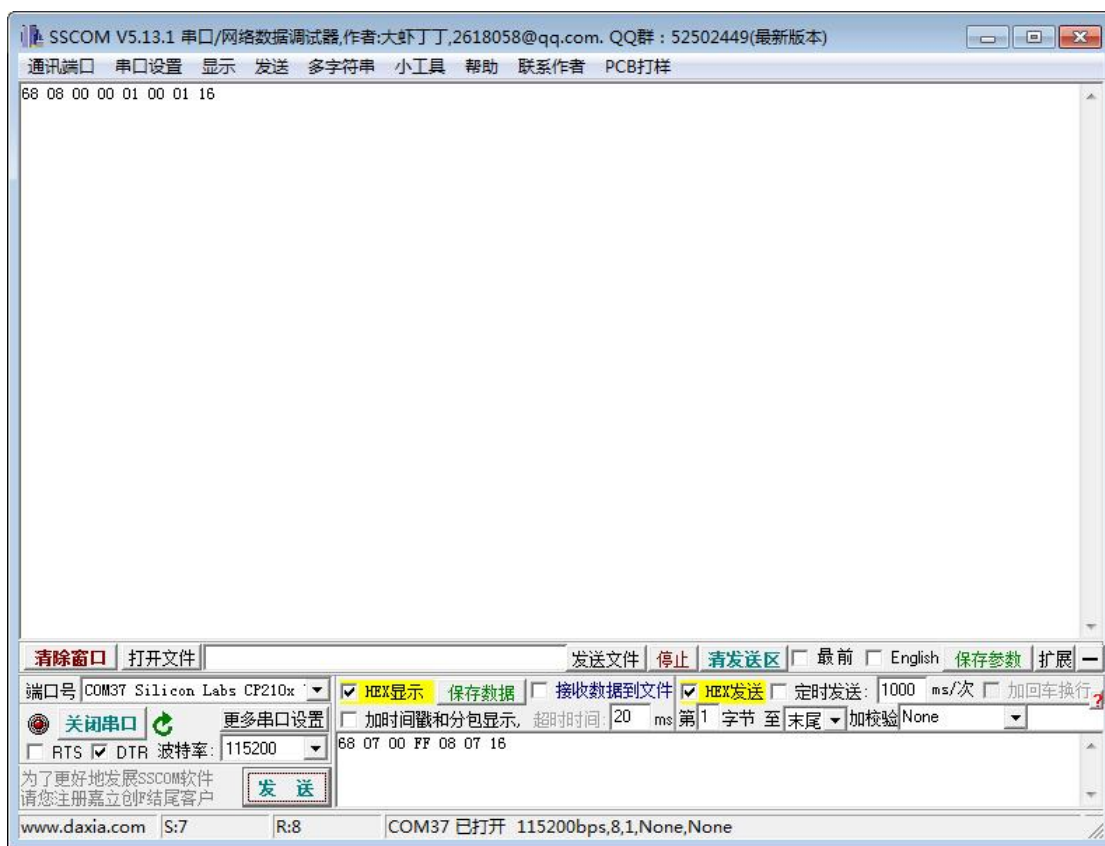 SSCOM V5.13.1 串口/网络数据调试器,作者:大虾丁丁,2618058@qq.com. QQ群：52502449(最新版本)
通讯端口 串口设置 显示 发送 多字符串 小工具 帮助 联系作者 PCB打样
68 08 00 00 01 00 01 16
清除窗口 打开文件 发送文件 停止 清发送区 最前 English 保存参数 扩展 —
端口号 COM37 Silicon Labs CP210x HEX显示 保存数据 接收数据到文件 HEX发送 定时发送: 1000 ms/次 加回车换行
关闭串口 更多串口设置 加时间戳和分包显示, 超时时间: 20 ms 第1 字节 至 末尾 加校验 None
RTS DTR 波特率: 115200 68 07 00 FF 08 07 16
为了更好地发展SSCOM软件
请您注册嘉立创F结尾客户
发 送
www.daxia.com S:7 R:8 COM37 已打开 115200bps,8,1,None,None